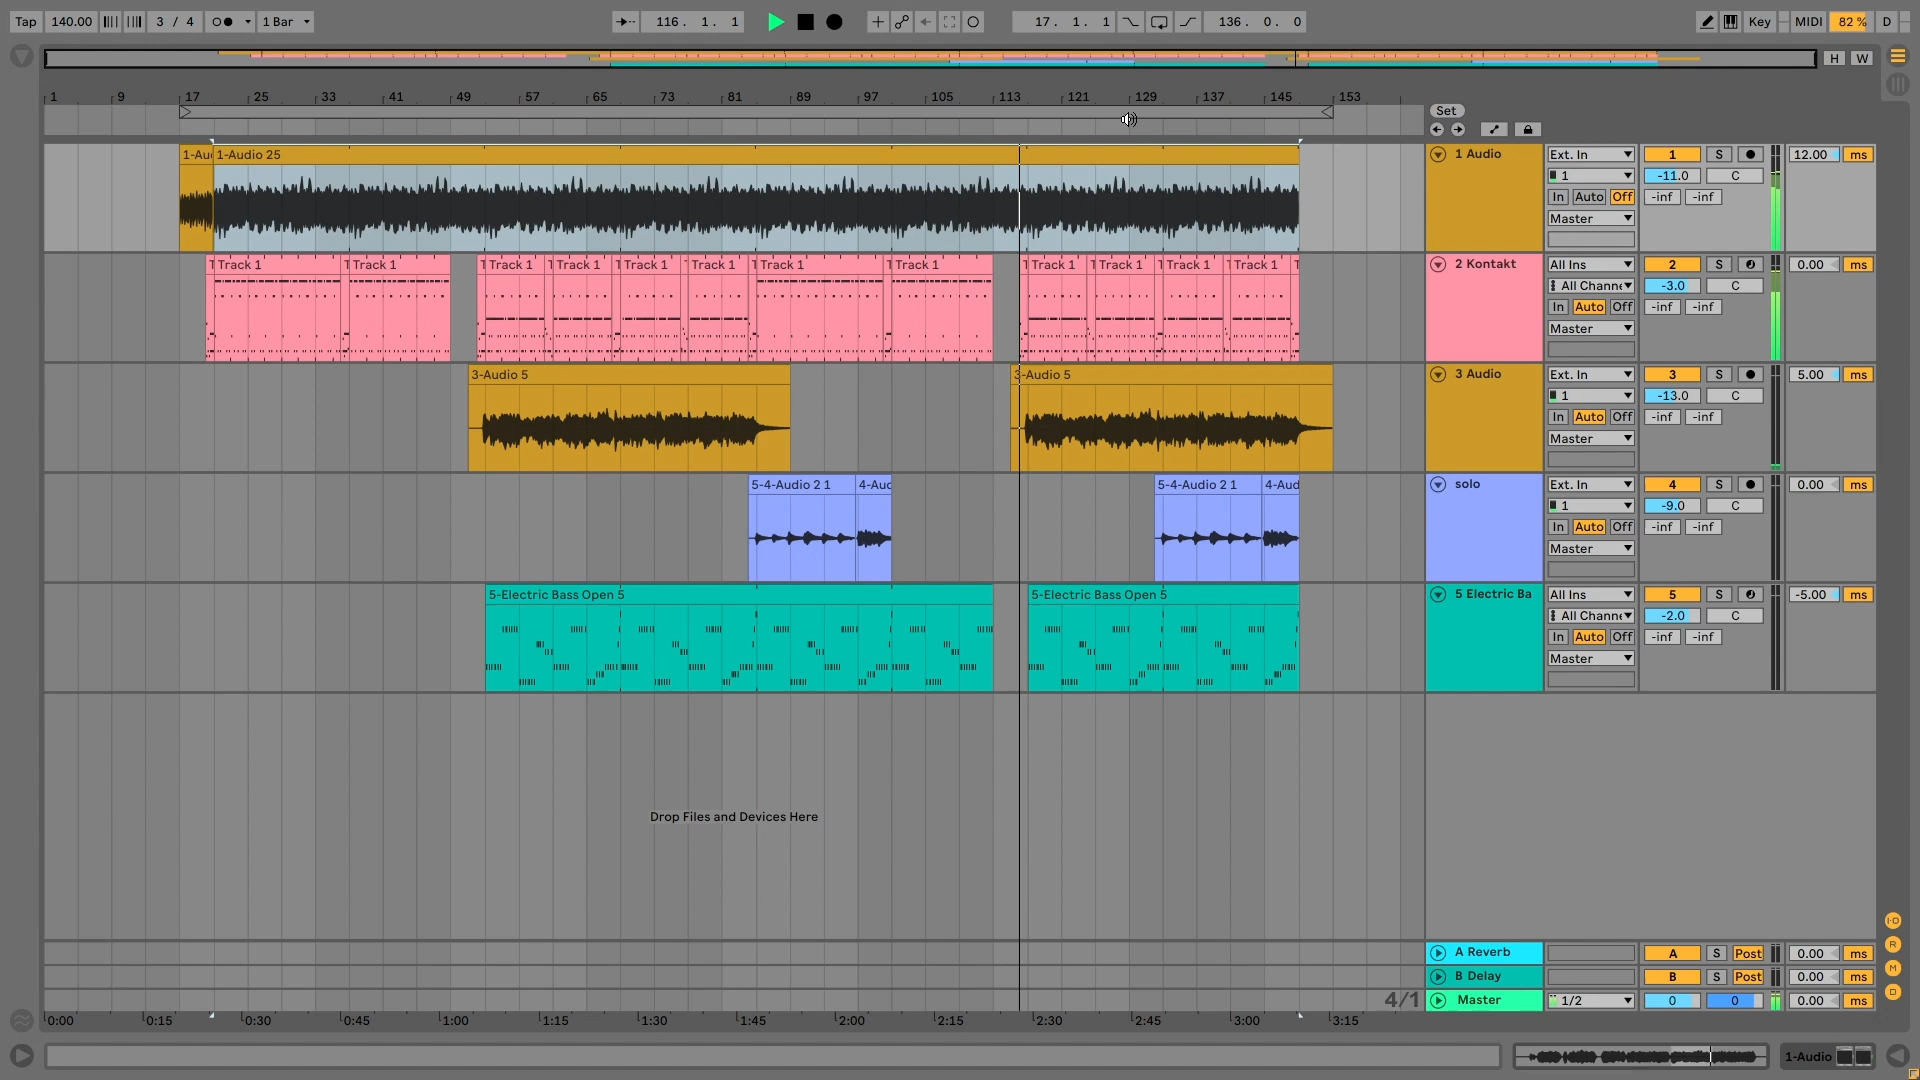 Tap 140.00 3 / 4 1 Bar 116. 1. 1 17. 1. 1 136. 0. 0 Key MIDI 82 % D
H W
1 9 17 25 33 41 49 57 65 73 81 89 97 105 113 121 129 137 145 153
Set
1-Au 1-Audio 25 1 Audio Ext. In 1 S 12.00 ms
1 -11.0 C
In Auto Off -inf -inf
Master
T Track 1 T Track 1 T Track 1 T Track 1 T Track 1 T Track 1 T Track 1 T Track 1 T Track 1 T Track 1 T Track 1 T Track 1 T 2 Kontakt All Ins 2 S 0.00 ms
All Channe -3.0 C
In Auto Off -inf -inf
Master
3-Audio 5 3-Audio 5 3 Audio Ext. In 3 S 5.00 ms
1 -13.0 C
In Auto Off -inf -inf
Master
5-4-Audio 2 1 4-Aud 5-4-Audio 2 1 4-Aud solo Ext. In 4 S 0.00 ms
1 -9.0 C
In Auto Off -inf -inf
Master
5-Electric Bass Open 5 5-Electric Bass Open 5 5 Electric Ba All Ins 5 S -5.00 ms
All Channe -2.0 C
In Auto Off -inf -inf
Master
Drop Files and Devices Here
A Reverb A S Post 0.00 ms
B Delay B S Post 0.00 ms
4/1 Master 1/2 0 0 0.00 ms
0:00 0:15 0:30 0:45 1:00 1:15 1:30 1:45 2:00 2:15 2:30 2:45 3:00 3:15
I·O
R
M
D
1-Audio